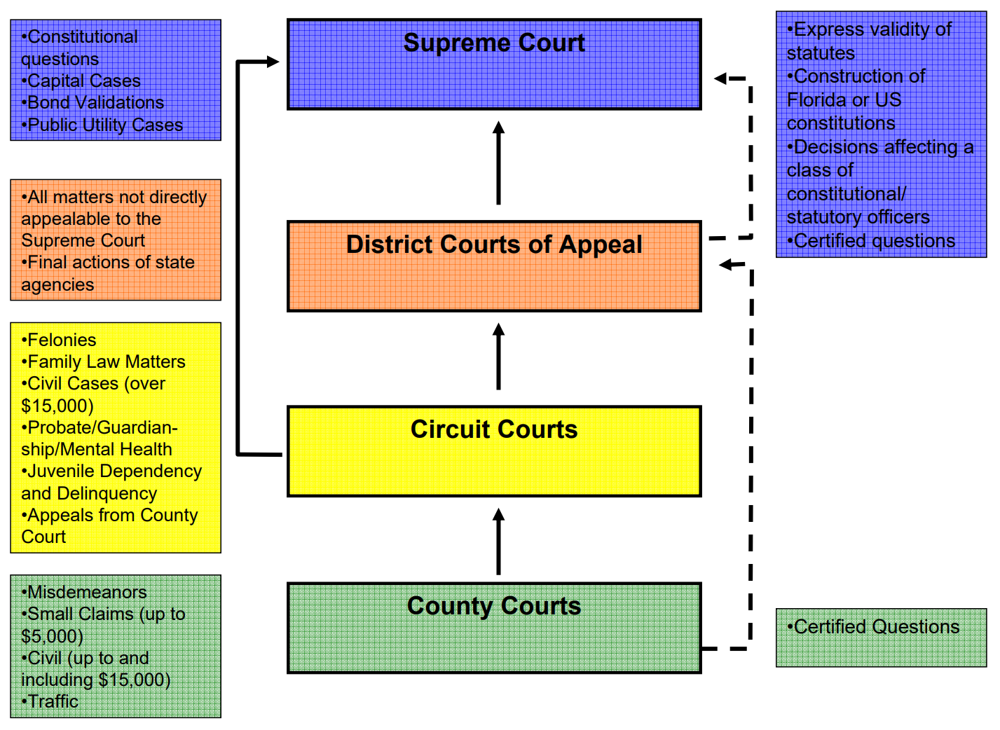 •Constitutional
questions
•Capital Cases
•Bond Validations
•Public Utility Cases
Supreme Court
•Express validity of
statutes
•Construction of
Florida or US
constitutions
•Decisions affecting a
class of
constitutional/
statutory officers
•Certified questions
•All matters not directly
appealable to the
Supreme Court
•Final actions of state
agencies
District Courts of Appeal
•Felonies
•Family Law Matters
•Civil Cases (over
$15,000)
•Probate/Guardian-
ship/Mental Health
•Juvenile Dependency
and Delinquency
•Appeals from County
Court
Circuit Courts
•Misdemeanors
•Small Claims (up to
$5,000)
•Civil (up to and
including $15,000)
•Traffic
County Courts
•Certified Questions